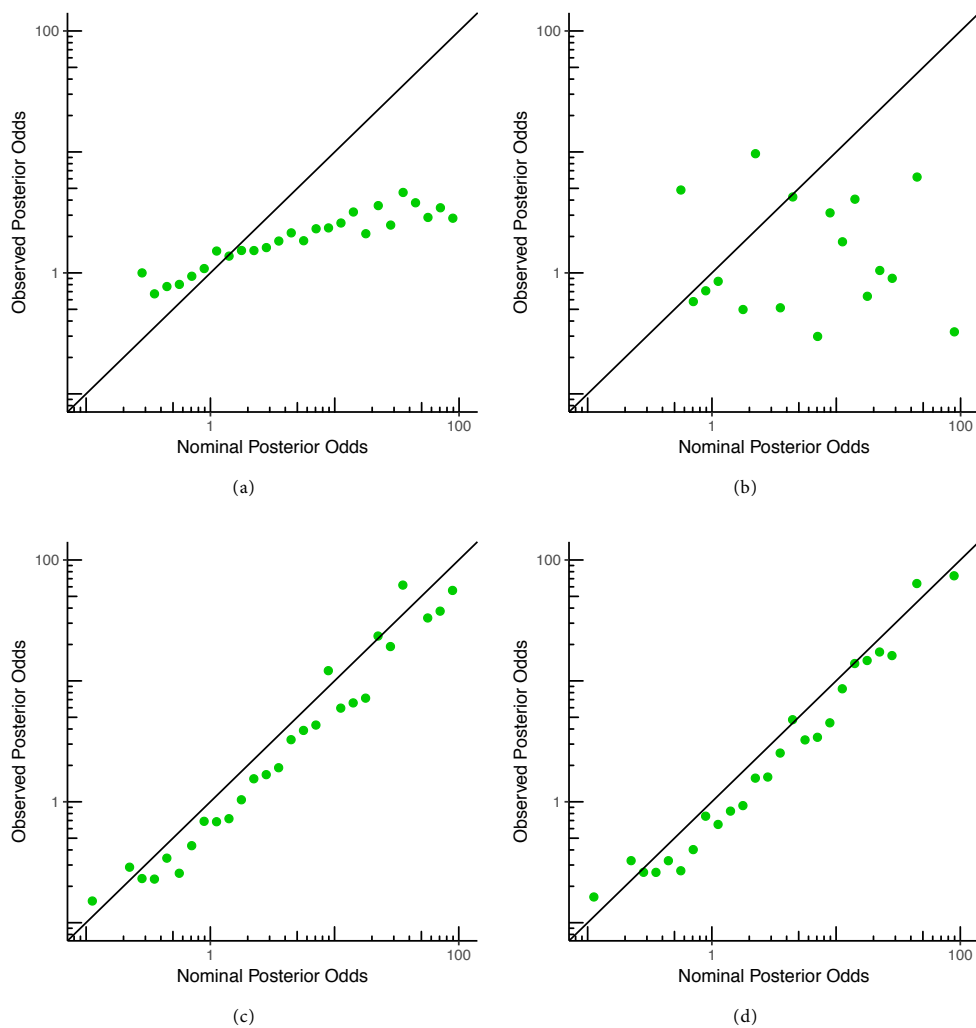 100
1
Observed Posterior Odds
1
100
Nominal Posterior Odds
(a)
100
1
Observed Posterior Odds
1
100
Nominal Posterior Odds
(b)
100
1
Observed Posterior Odds
1
100
Nominal Posterior Odds
(c)
100
1
Observed Posterior Odds
1
100
Nominal Posterior Odds
(d)